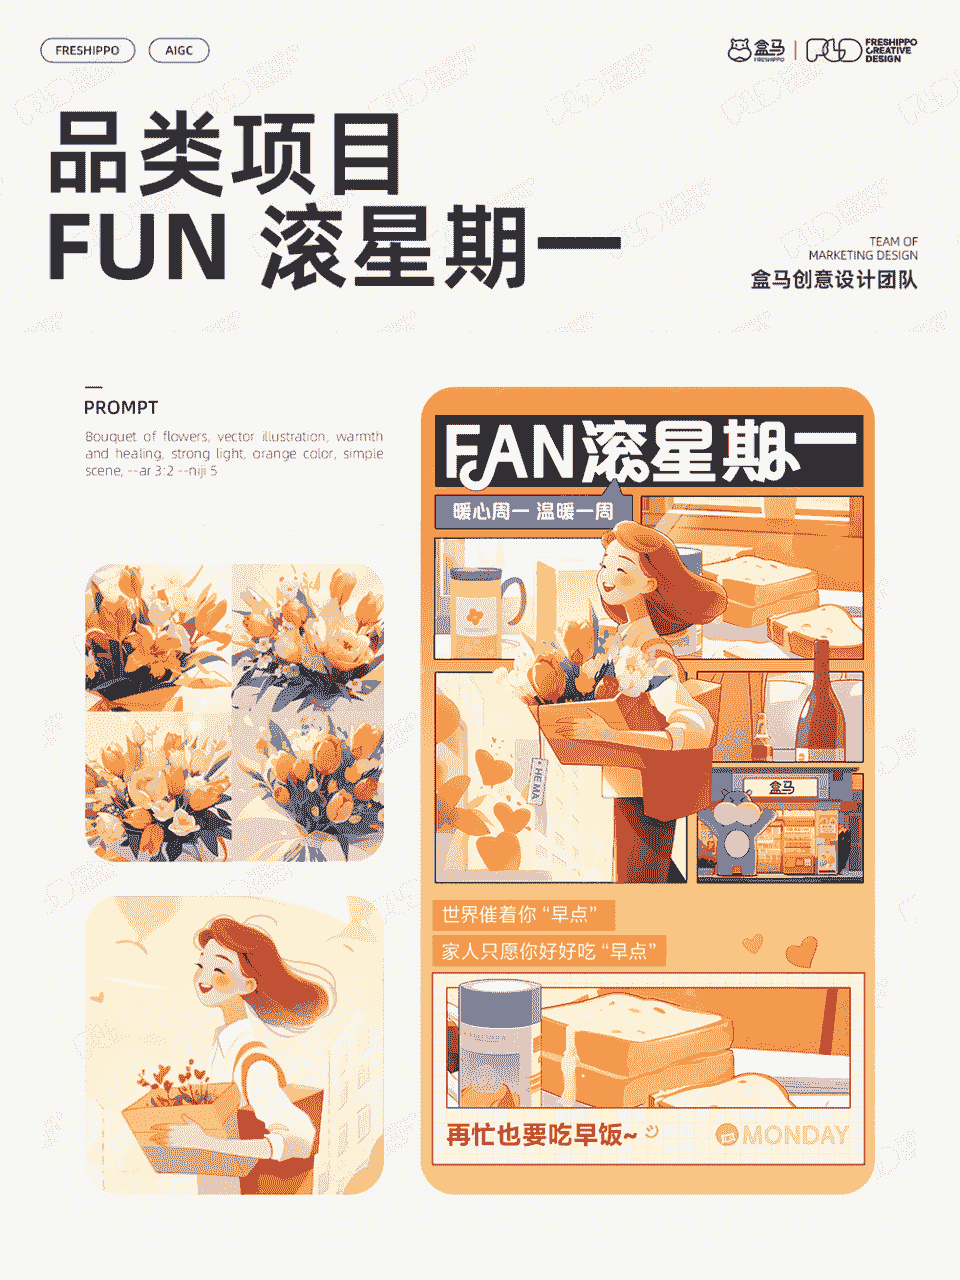 FRESHIPPO
AIGC
盒马
FRESHIPPO
FRESHIPPO
CREATIVE
DESIGN
品类项目
FUN 滚星期一
TEAM OF
MARKETING DESIGN
盒马创意设计团队
PROMPT
Bouquet of flowers, vector illustration, warmth
and healing, strong light, orange color, simple
scene, --ar 3:2 --niji 5
FAN滚星期一
暖心周一 温暖一周
HEMA
盒马
世界催着你“早点”
家人只愿你好好吃“早点”
再忙也要吃早饭~
MONDAY